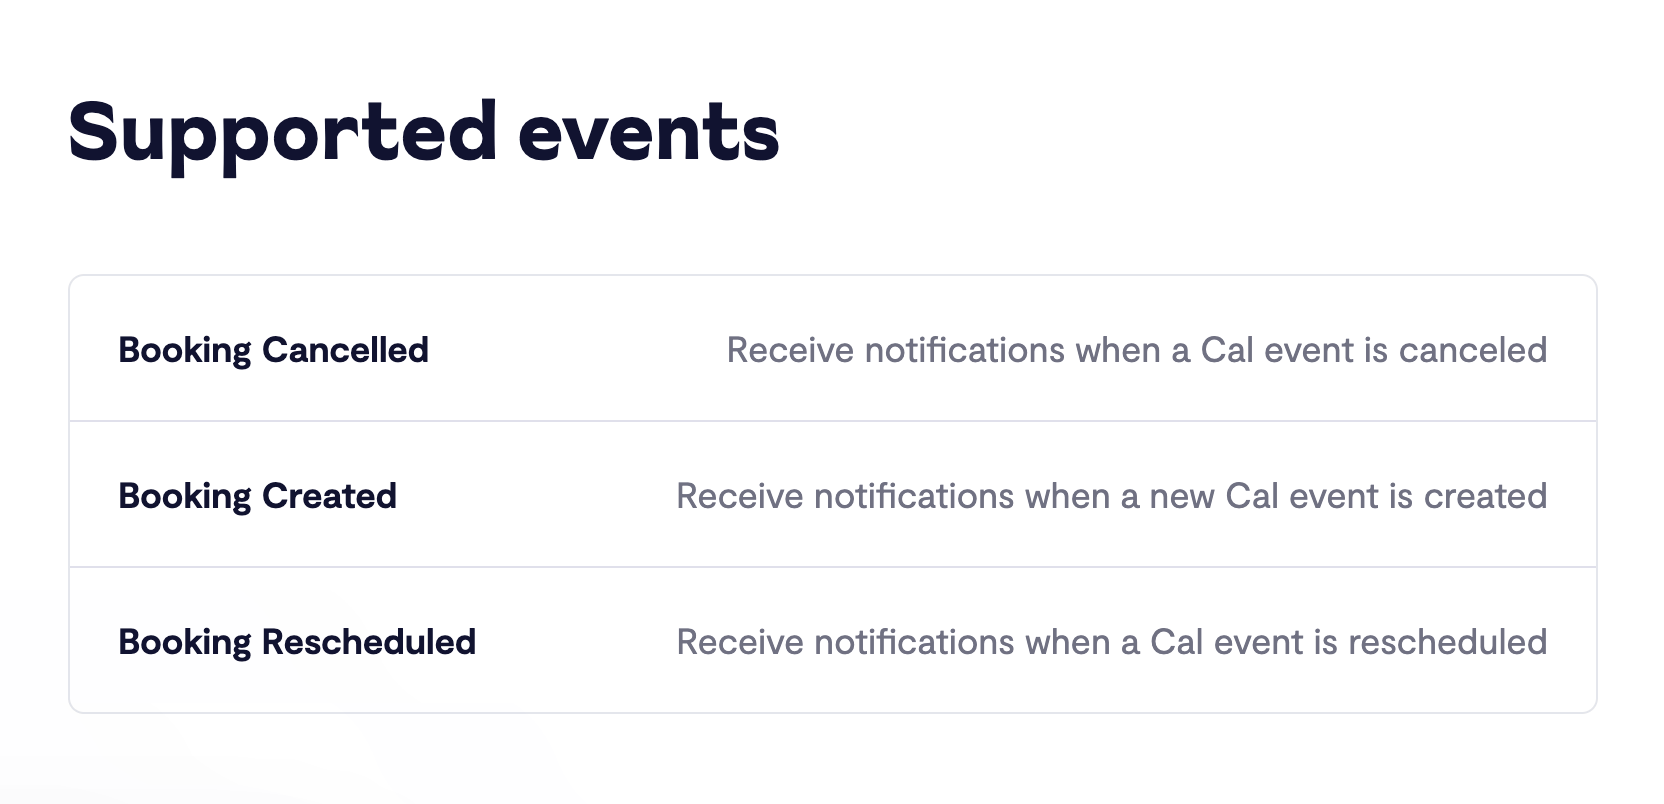 Supported events
Booking Cancelled Receive notifications when a Cal event is canceled
Booking Created Receive notifications when a new Cal event is created
Booking Rescheduled Receive notifications when a Cal event is rescheduled